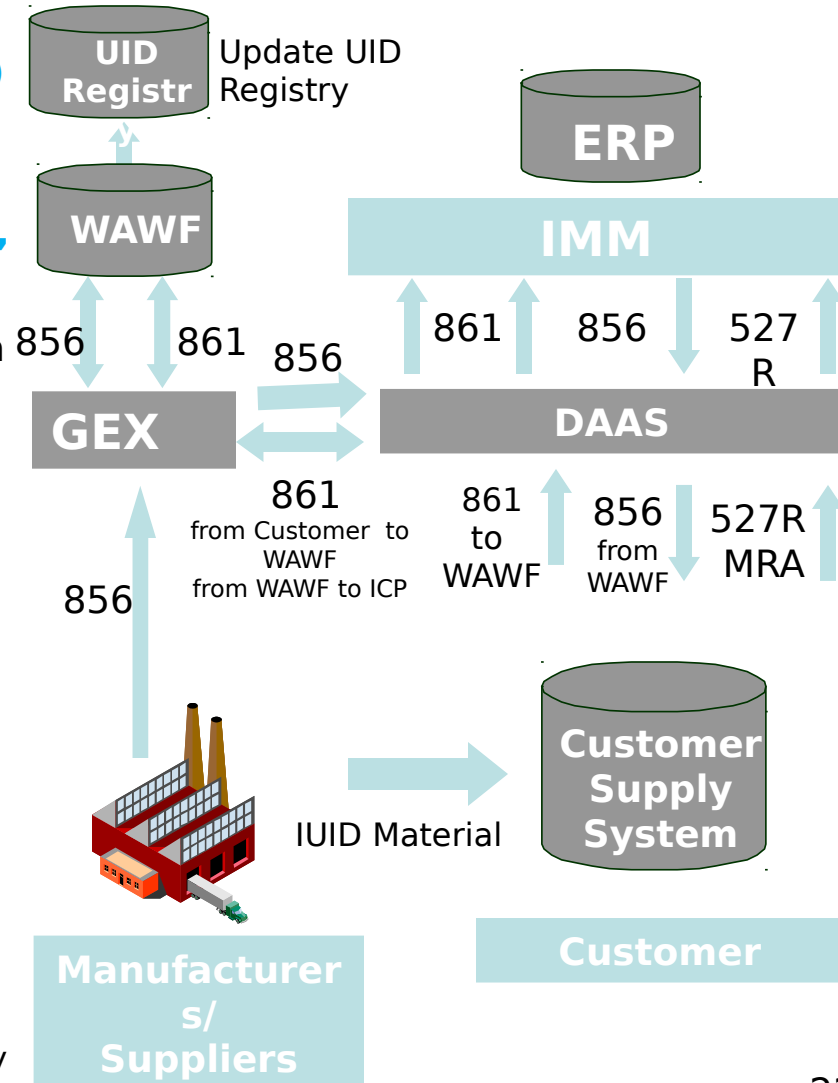 UID
Registr
y
Update UID
Registry
ERP
WAWF
IMM
856
861
856
861
856
527
R
GEX
DAAS
861
from Customer to
WAWF
from WAWF to ICP
861
to
WAWF
856
from
WAWF
527R
MRA
856
Customer
Supply
System
IUID Material
Customer
Manufacturer
s/
Suppliers